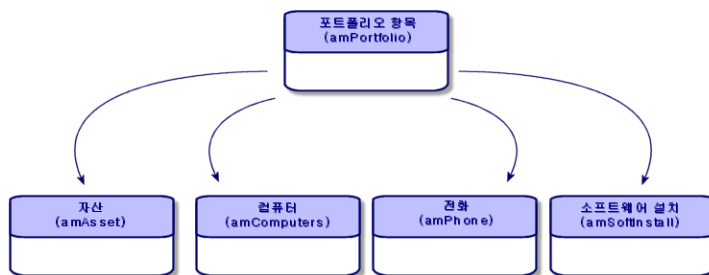 포트폴리오 항목
(amPortfolio)
자산
(amAsset)
컴퓨터
(amComputers)
전화
(amPhone)
소프트웨어 설치
(amSoftInstall)